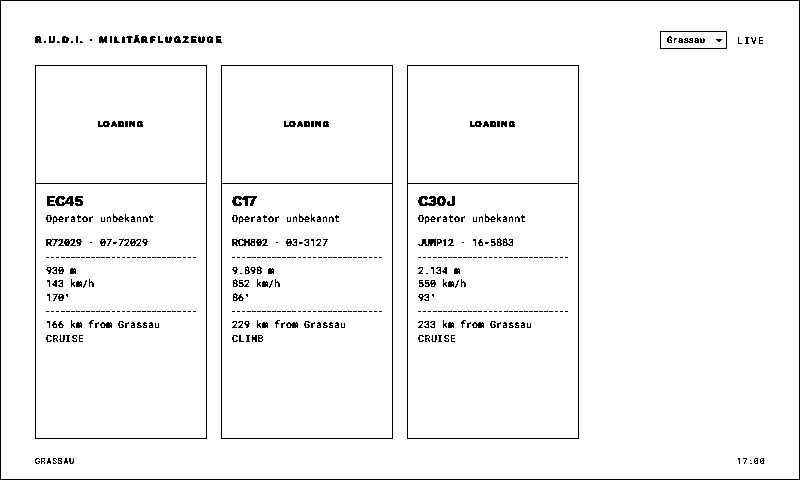 R.U.D.I. · MILITÄRFLUGZEUGE
Grassau
LIVE
LOADING
EC45
Operator unbekannt
R72029 · 07-72029
930 m
143 km/h
170°
166 km from Grassau
CRUISE
LOADING
C17
Operator unbekannt
RCH802 · 03-3127
9.898 m
852 km/h
86°
229 km from Grassau
CLIMB
LOADING
C30J
Operator unbekannt
JUMP12 · 16-5883
2.134 m
550 km/h
93°
233 km from Grassau
CRUISE
GRASSAU
17:00